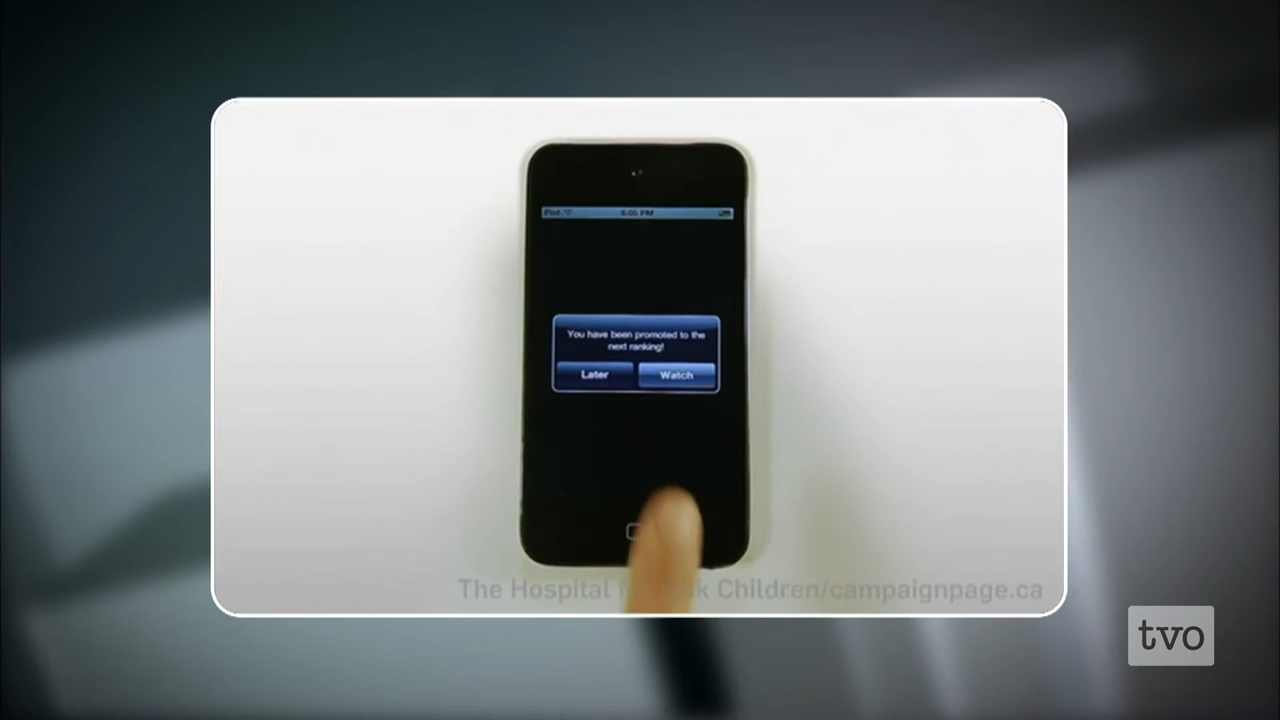 iPod 6:05 PM
You have been promoted to the
next ranking!
Later Watch
The Hospital k Children/campaignpage.ca
tvo